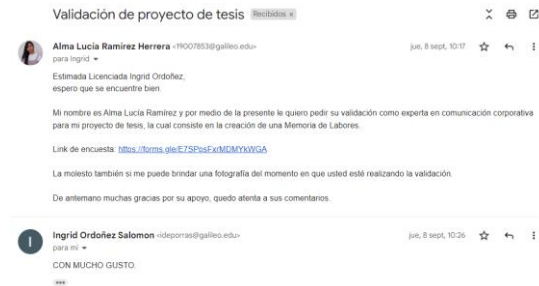 Validación de proyecto de tesis Recibidos x
Alma Lucía Ramírez Herrera <19007853@galileo.edu> jue, 8 sept, 10:17
para Ingrid
Estimada Licenciada Ingrid Ordoñez,
espero que se encuentre bien.
Mi nombre es Alma Lucía Ramírez y por medio de la presente le quiero pedir su validación como experta en comunicación corporativa
para mi proyecto de tesis, la cual consiste en la creación de una Memoria de Labores.
Link de encuesta: https://forms.gle/E7SPosFxrMDMYkWGA
La molesto también si me puede brindar una fotografía del momento en que usted esté realizando la validación.
De antemano muchas gracias por su apoyo, quedo atenta a sus comentarios.
I
Ingrid Ordoñez Salomon <ideporras@galileo.edu> jue, 8 sept, 10:26
para mí
CON MUCHO GUSTO.